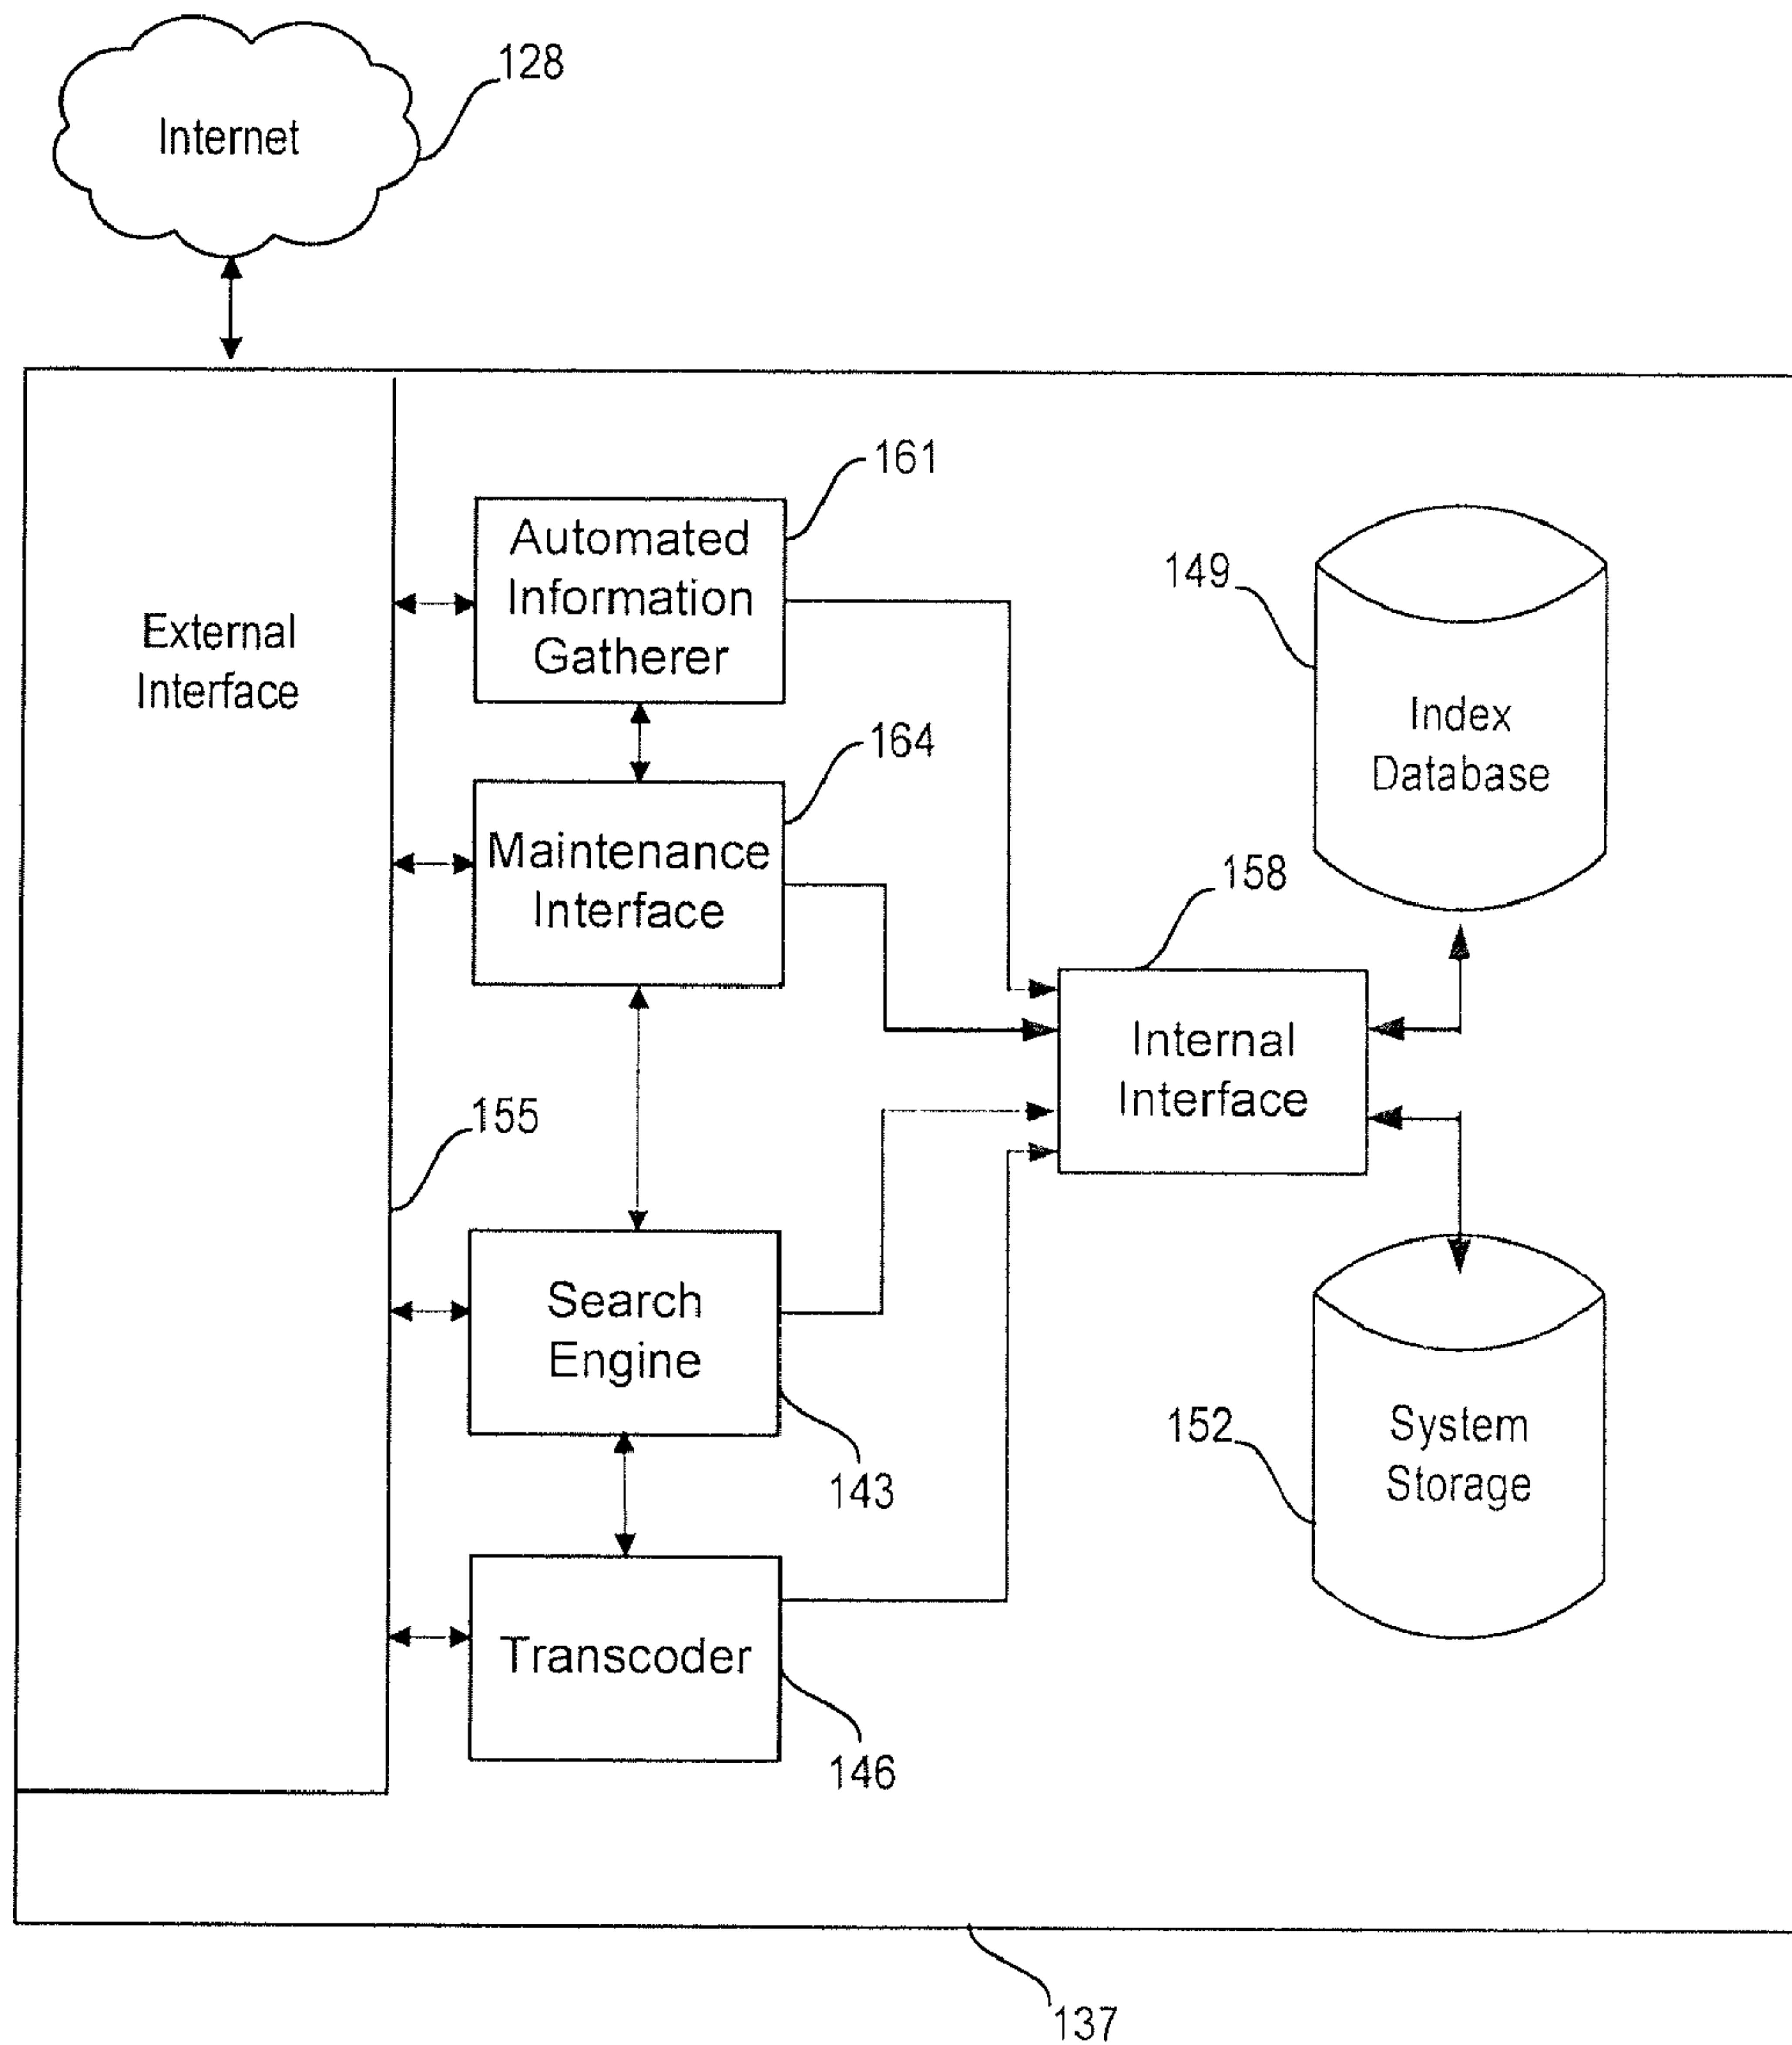 128
Internet
161
Automated
Information
Gatherer
External
Interface
149
Index
Database
164
Maintenance
Interface
158
Internal
Interface
155
Search
Engine
143
152
System
Storage
Transcoder
146
137